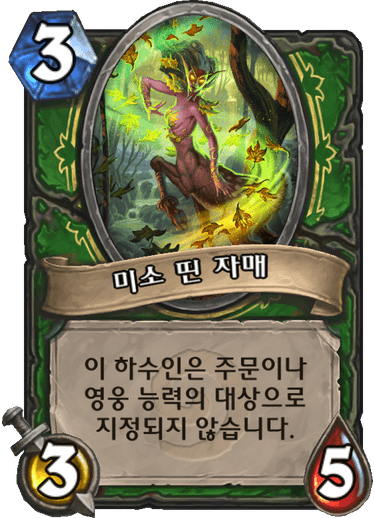 3
미소 띤 자매
이 하수인은 주문이나
영웅 능력의 대상으로
지정되지 않습니다.
3
5